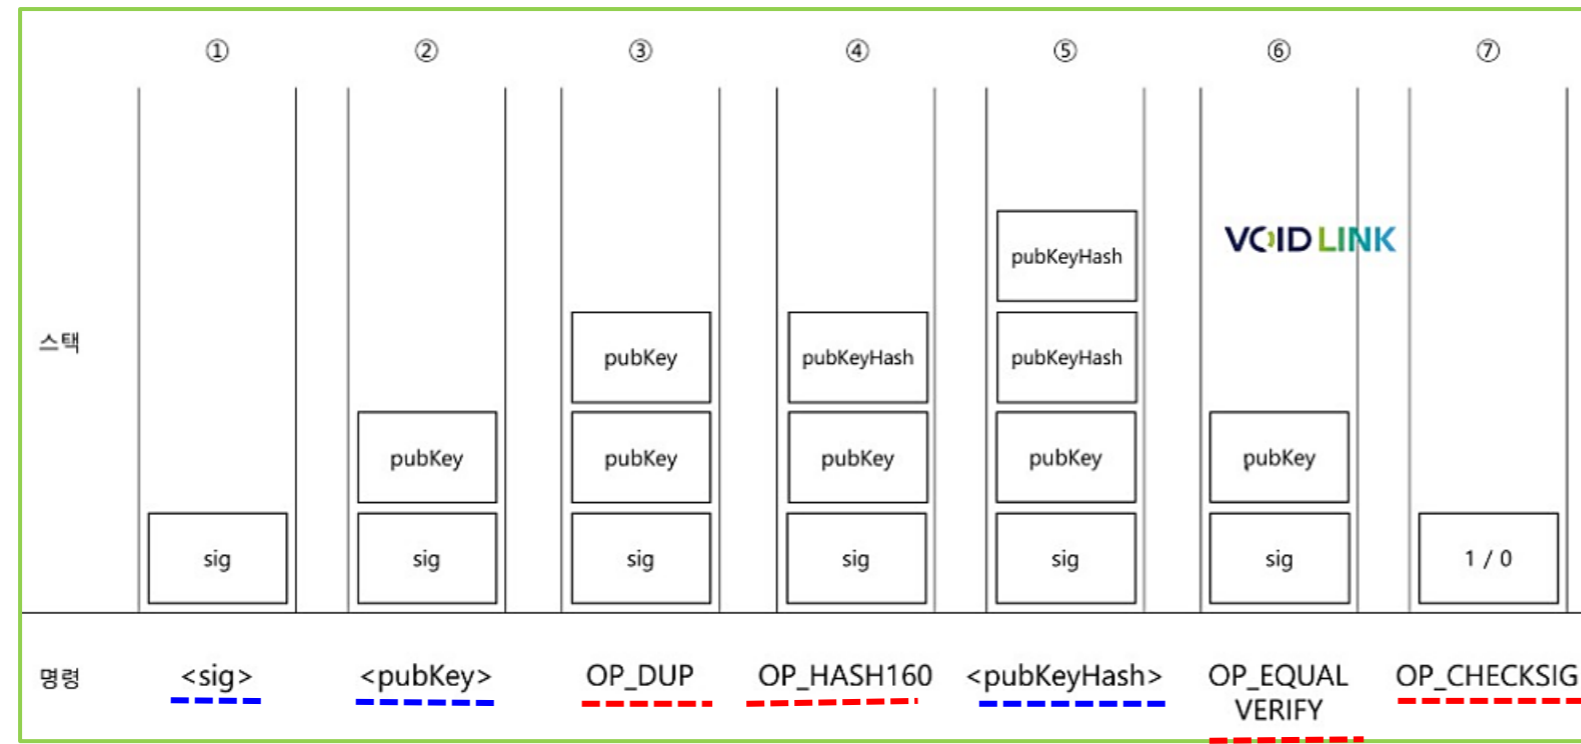 ① ② ③ ④ ⑤ ⑥ ⑦
pubKeyHash
VOID LINK
스택
pubKey pubKeyHash pubKeyHash
pubKey pubKey pubKey pubKey pubKey
sig sig sig sig sig sig 1 / 0
명령 <sig> <pubKey> OP_DUP OP_HASH160 <pubKeyHash> OP_EQUAL OP_CHECKSIG
VERIFY